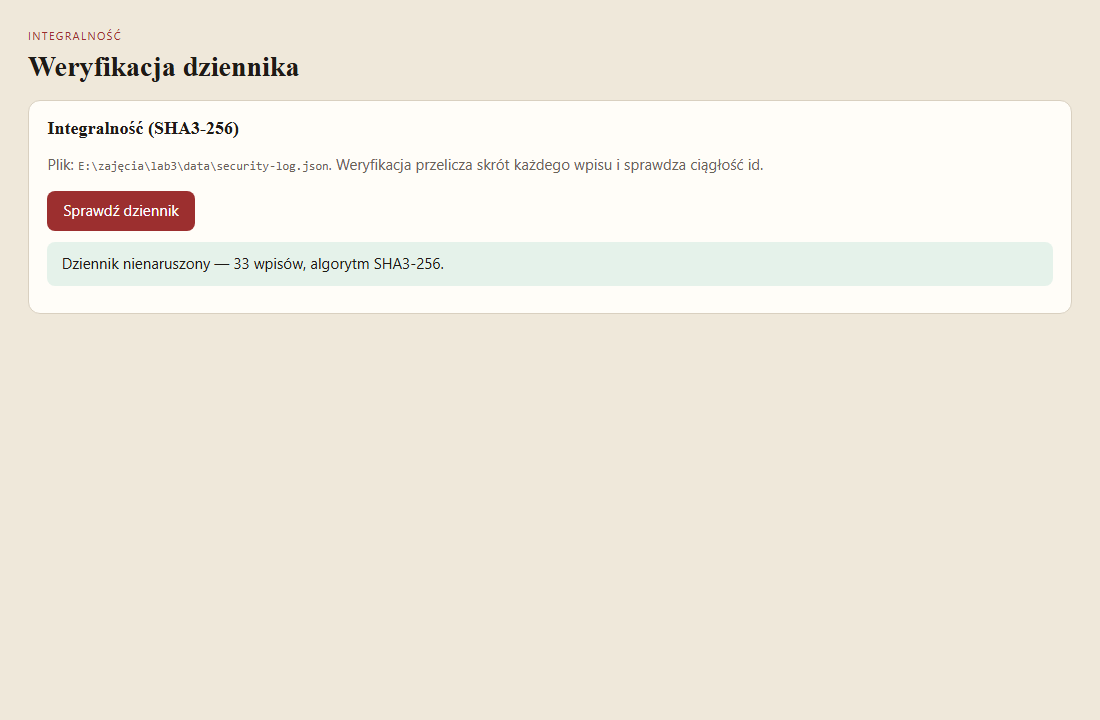 INTEGRALNOŚĆ
Weryfikacja dziennika
Integralność (SHA3-256)
Plik: E:\zajęcia\lab3\data\security-log.json. Weryfikacja przelicza skrót każdego wpisu i sprawdza ciągłość id.
Sprawdź dziennik
Dziennik nienaruszony — 33 wpisów, algorytm SHA3-256.